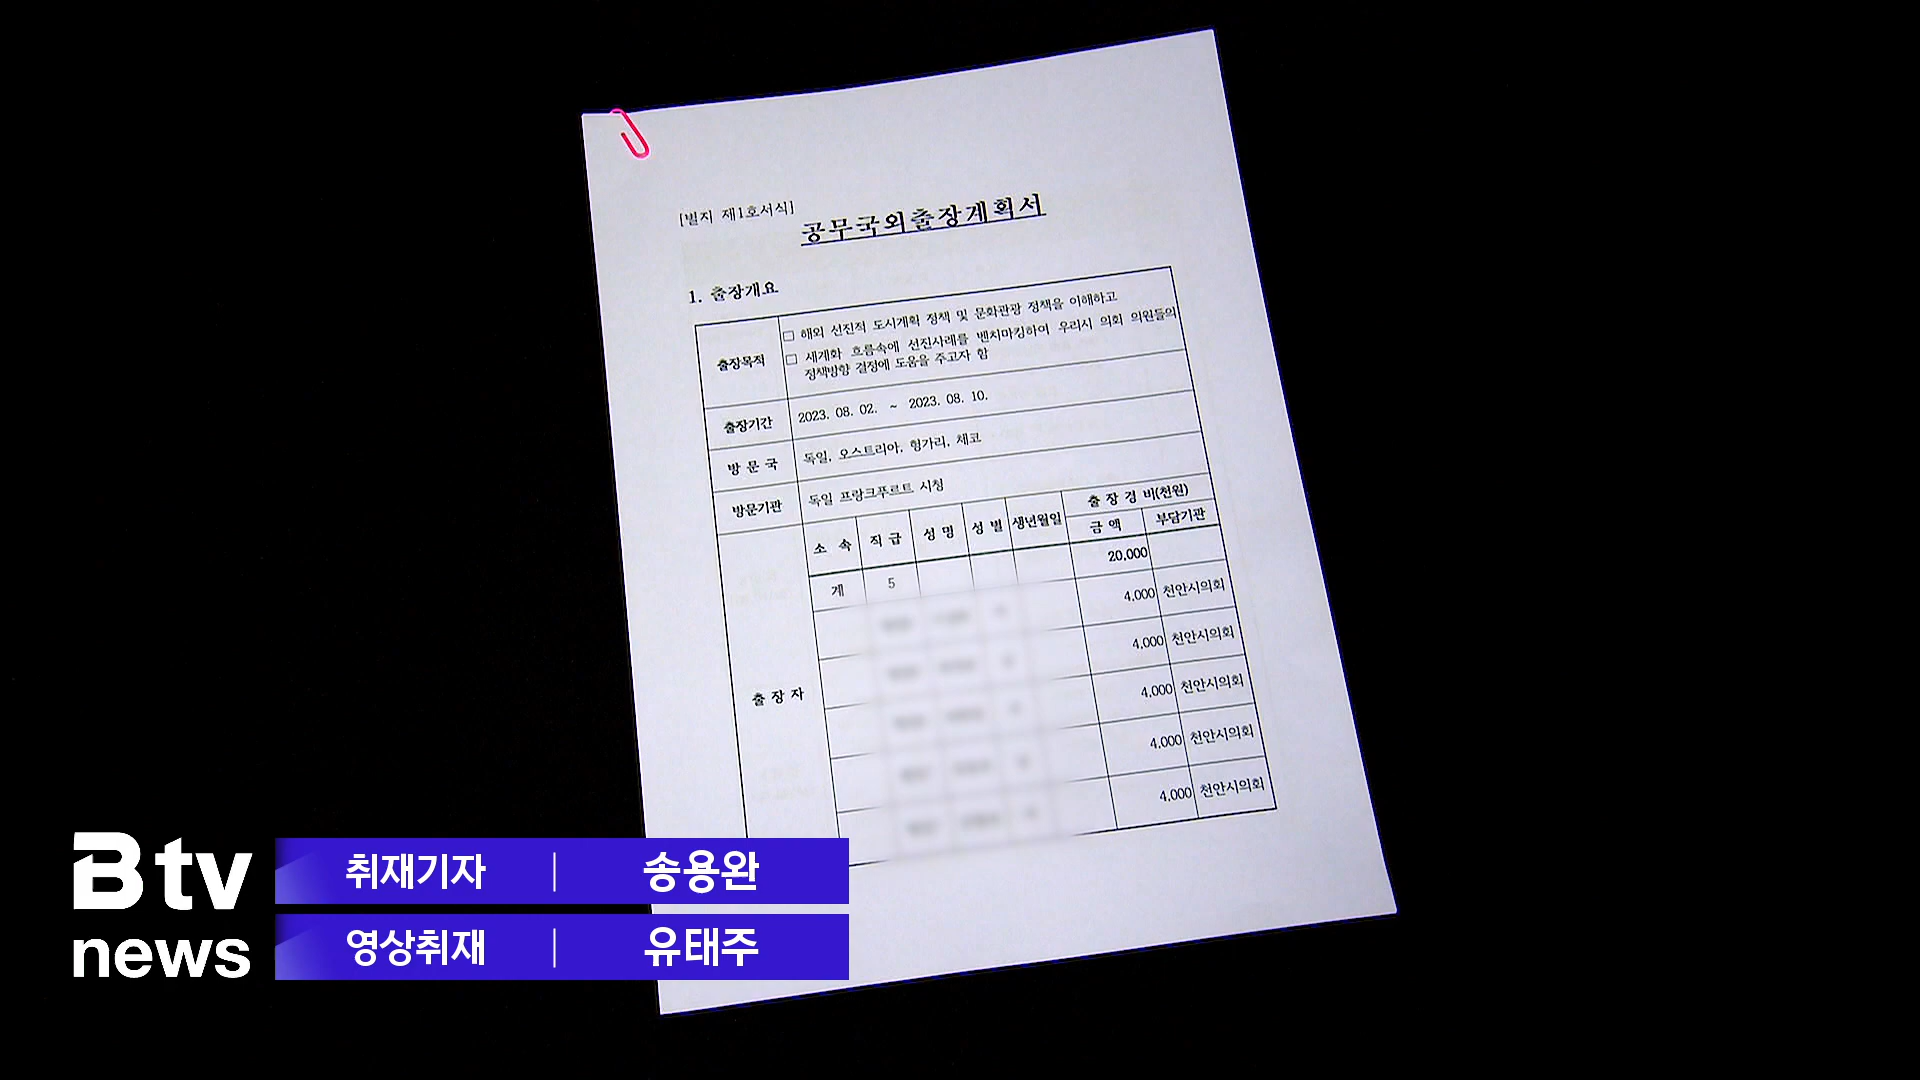 [별지 제1호서식]
공무국외출장계획서
1. 출장개요
출장목적
□ 해외 선진적 도시계획 정책 및 문화관광 정책을 이해하고
□ 세계화 흐름속에 선진사례를 벤치마킹하여 우리시 의회 의원들의
정책방향 결정에 도움을 주고자 함
출장기간 2023. 08. 02. ~ 2023. 08. 10.
방 문 국 독일, 오스트리아, 헝가리, 체코
방문기관 독일 프랑크푸르트 시청
출 장 자
소 속 직 급 성 명 성 별 생년월일 출 장 경 비(천원)
금 액 부담기관
계 5 20,000
4,000 천안시의회
4,000 천안시의회
4,000 천안시의회
4,000 천안시의회
4,000 천안시의회
B tv
news
취재기자 | 송용완
영상취재 | 유태주